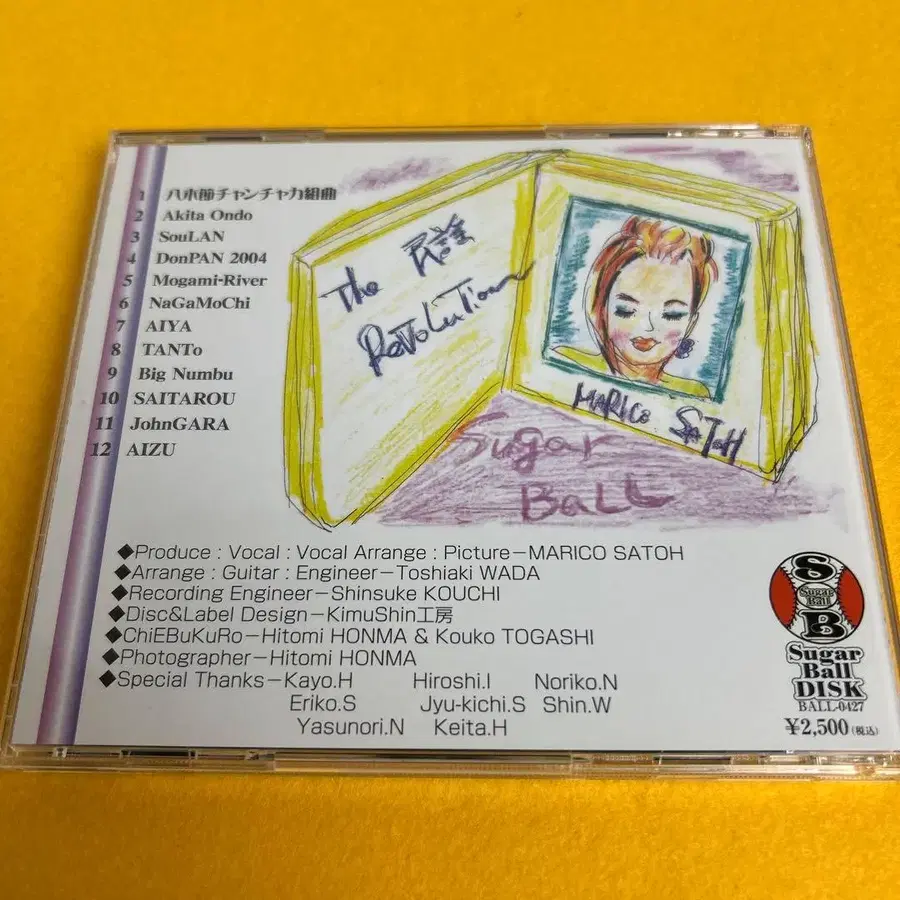 1 八木節チャンチャカ組曲
2 Akita Ondo
3 SouLAN
4 DonPAN 2004
5 Mogami-River
6 NaGaMoChi
7 AIYA
8 TANTo
9 Big Numbu
10 SAITAROU
11 JohnGARA
12 AIZU
The 民謡
ReVoLuTion
MARICo SAToH
Sugar
BaLL
◆Produce : Vocal : Vocal Arrange : Picture−MARICO SATOH
◆Arrange : Guitar : Engineer−Toshiaki WADA
◆Recording Engineer−Shinsuke KOUCHI
◆Disc&Label Design−KimuShin工房
◆ChiEBuKuRo−Hitomi HONMA & Kouko TOGASHI
◆Photographer−Hitomi HONMA
◆Special Thanks−Kayo.H Hiroshi.I Noriko.N
Eriko.S Jyu-kichi.S Shin.W
Yasunori.N Keita.H
S
Sugar
Ball
B
Sugar
Ball
DISK
BALL-0427
¥2,500(税込)